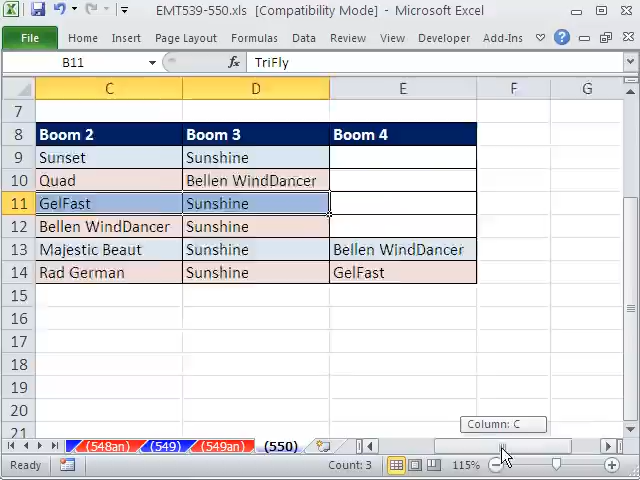 EMT539-550.xls [Compatibility Mode] - Microsoft Excel
File Home Page Layout Formulas Data Review View Developer Add-Ins
B11 fx TriFly
C D E F G
7
8 Boom 2 Boom 3 Boom 4
9 Sunset Sunshine
10 Quad Bellen WindDancer
11 GelFast Sunshine
12 Bellen WindDancer Sunshine
13 Majestic Beaut Bellen WindDancer
14 Rad German Sunshine GelFast
15
16
17
18
19
20
21
Column: C
(548an) (549) (549an) (550)
Ready Count: 3 115%